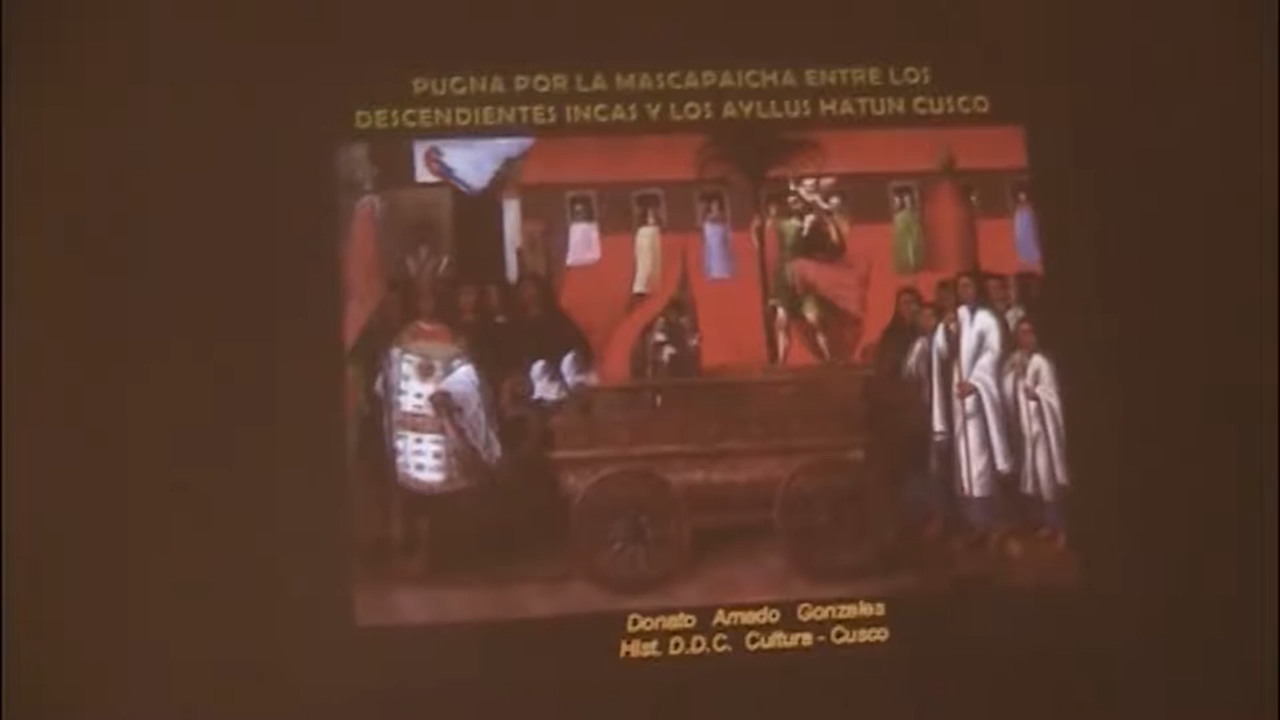 PUGNA POR LA MASCAPAICHA ENTRE LOS
DESCENDIENTES INCAS Y LOS AYLLUS HATUN CUSCO
Donato Amado Gonzales
Hist. D.D.C. Cultura - Cusco